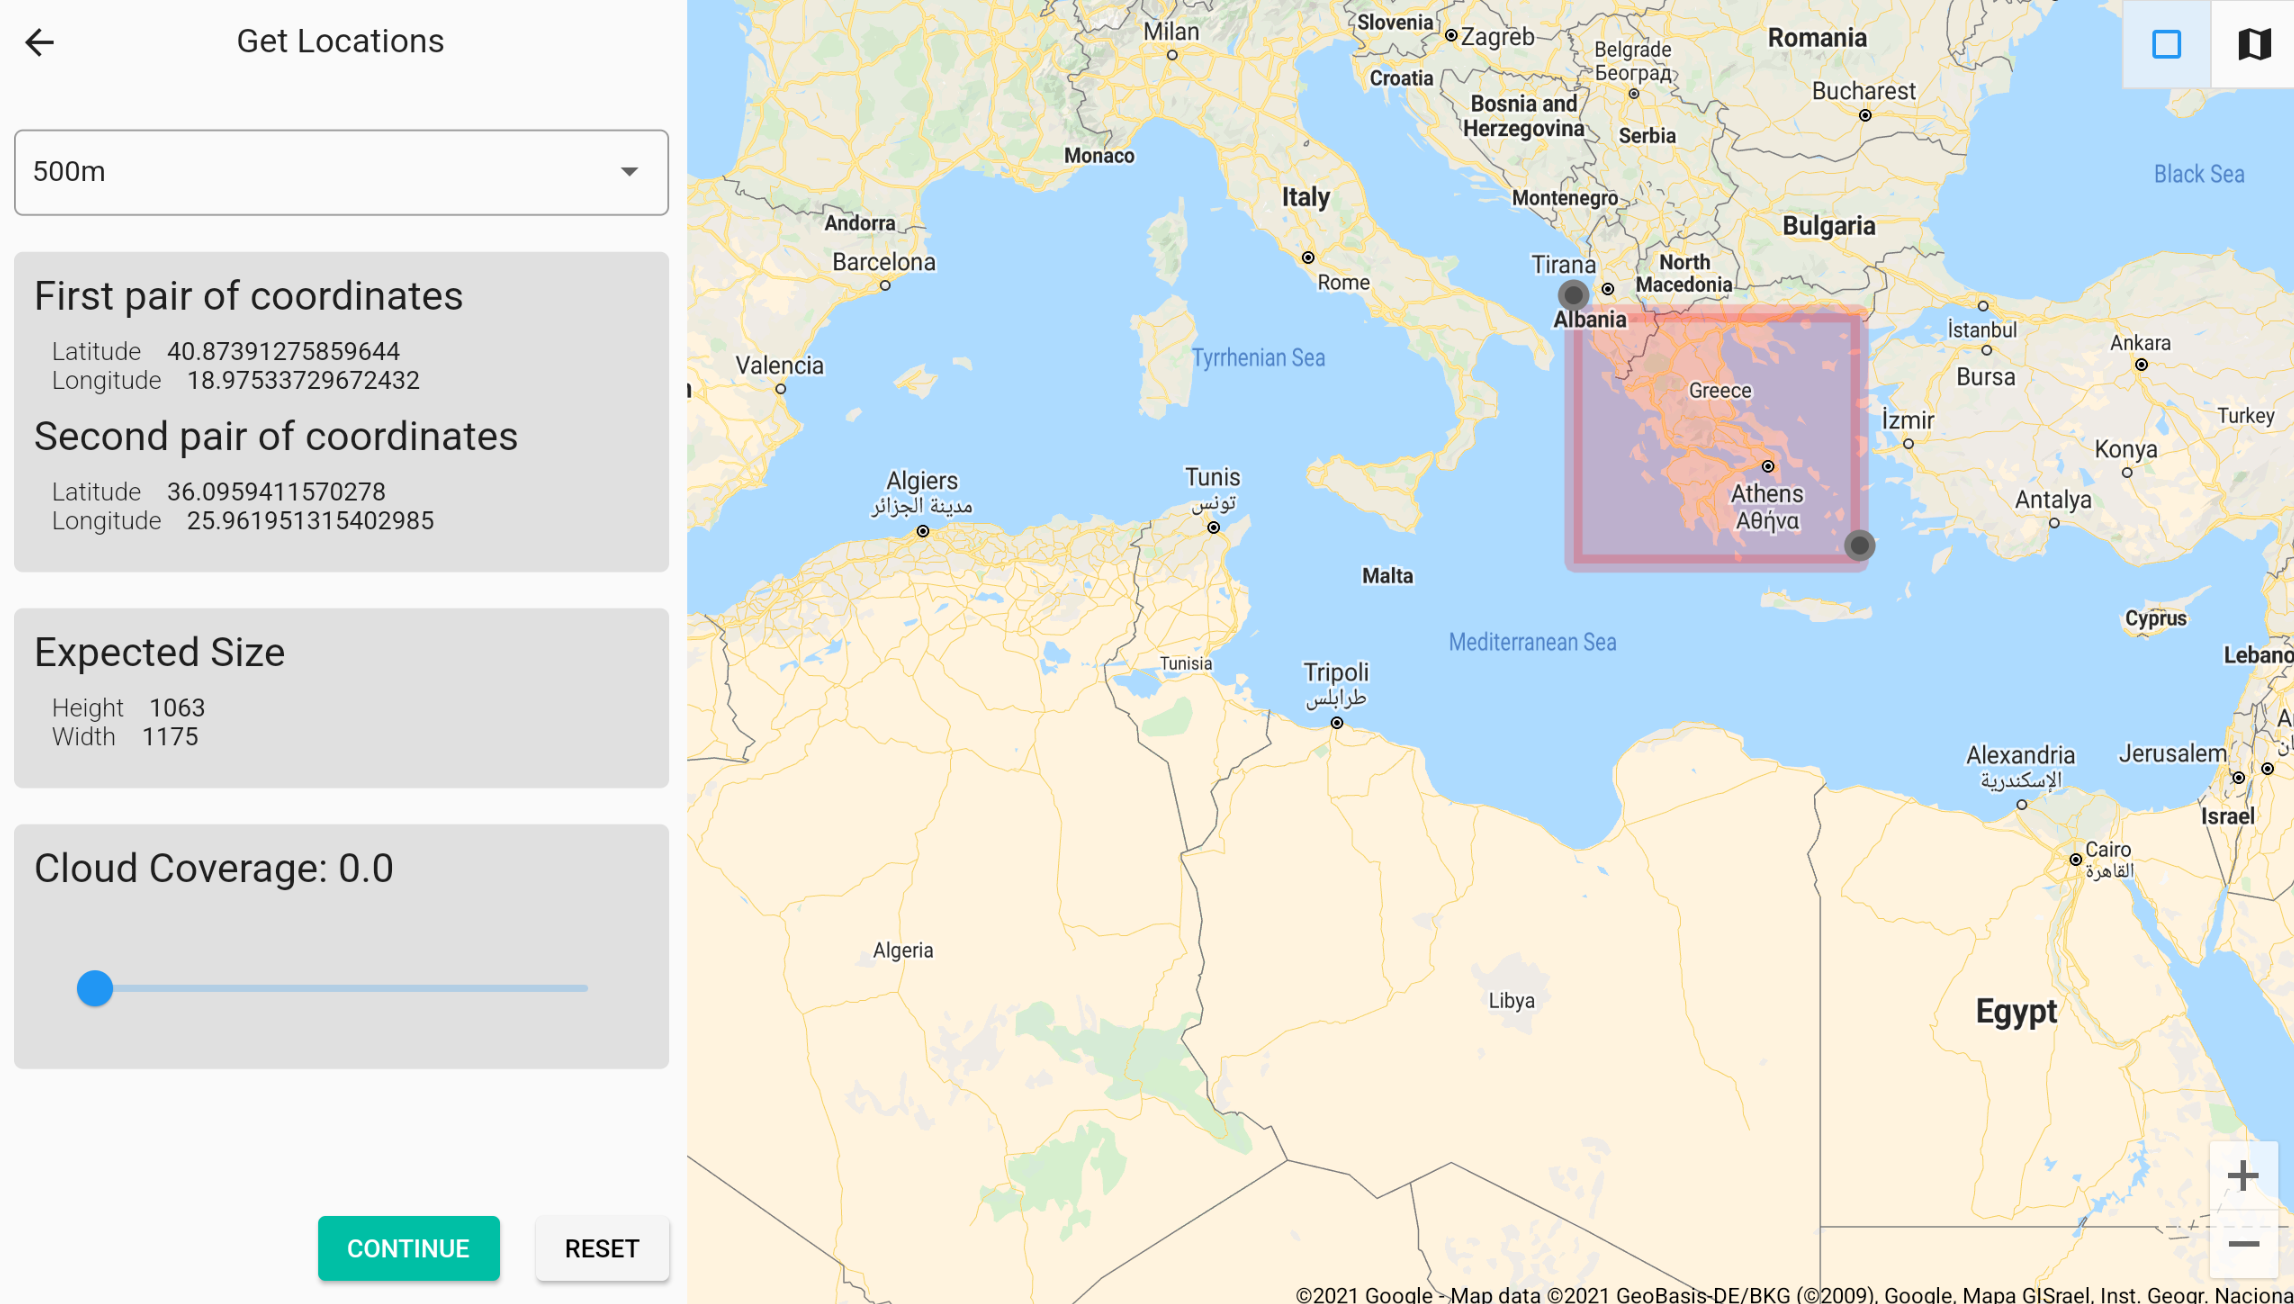 Get Locations
500m
First pair of coordinates
Latitude 40.87391275859644
Longitude 18.97533729672432
Second pair of coordinates
Latitude 36.0959411570278
Longitude 25.961951315402985
Expected Size
Height 1063
Width 1175
Cloud Coverage: 0.0
CONTINUE
RESET
Milan
Slovenia
Zagreb
Croatia
Belgrade
Београд
Romania
Bucharest
Bosnia and
Herzegovina
Serbia
Monaco
Black Sea
Andorra
Italy
Montenegro
Bulgaria
Barcelona
Rome
Tirana
North
Macedonia
Albania
İstanbul
Ankara
Valencia
Tyrrhenian Sea
Greece
Bursa
Turkey
İzmir
Konya
Algiers
مدينة الجزائر
Tunis
تونس
Athens
Αθήνα
Antalya
Malta
Cyprus
Mediterranean Sea
Tunisia
Tripoli
طرابلس
Lebano
Alexandria
الإسكندرية
Jerusalem
Israel
Cairo
القاهرة
Algeria
Libya
Egypt
©2021 Google - Map data ©2021 GeoBasis-DE/BKG (©2009), Google, Mapa GISrael, Inst. Geogr. Naciona